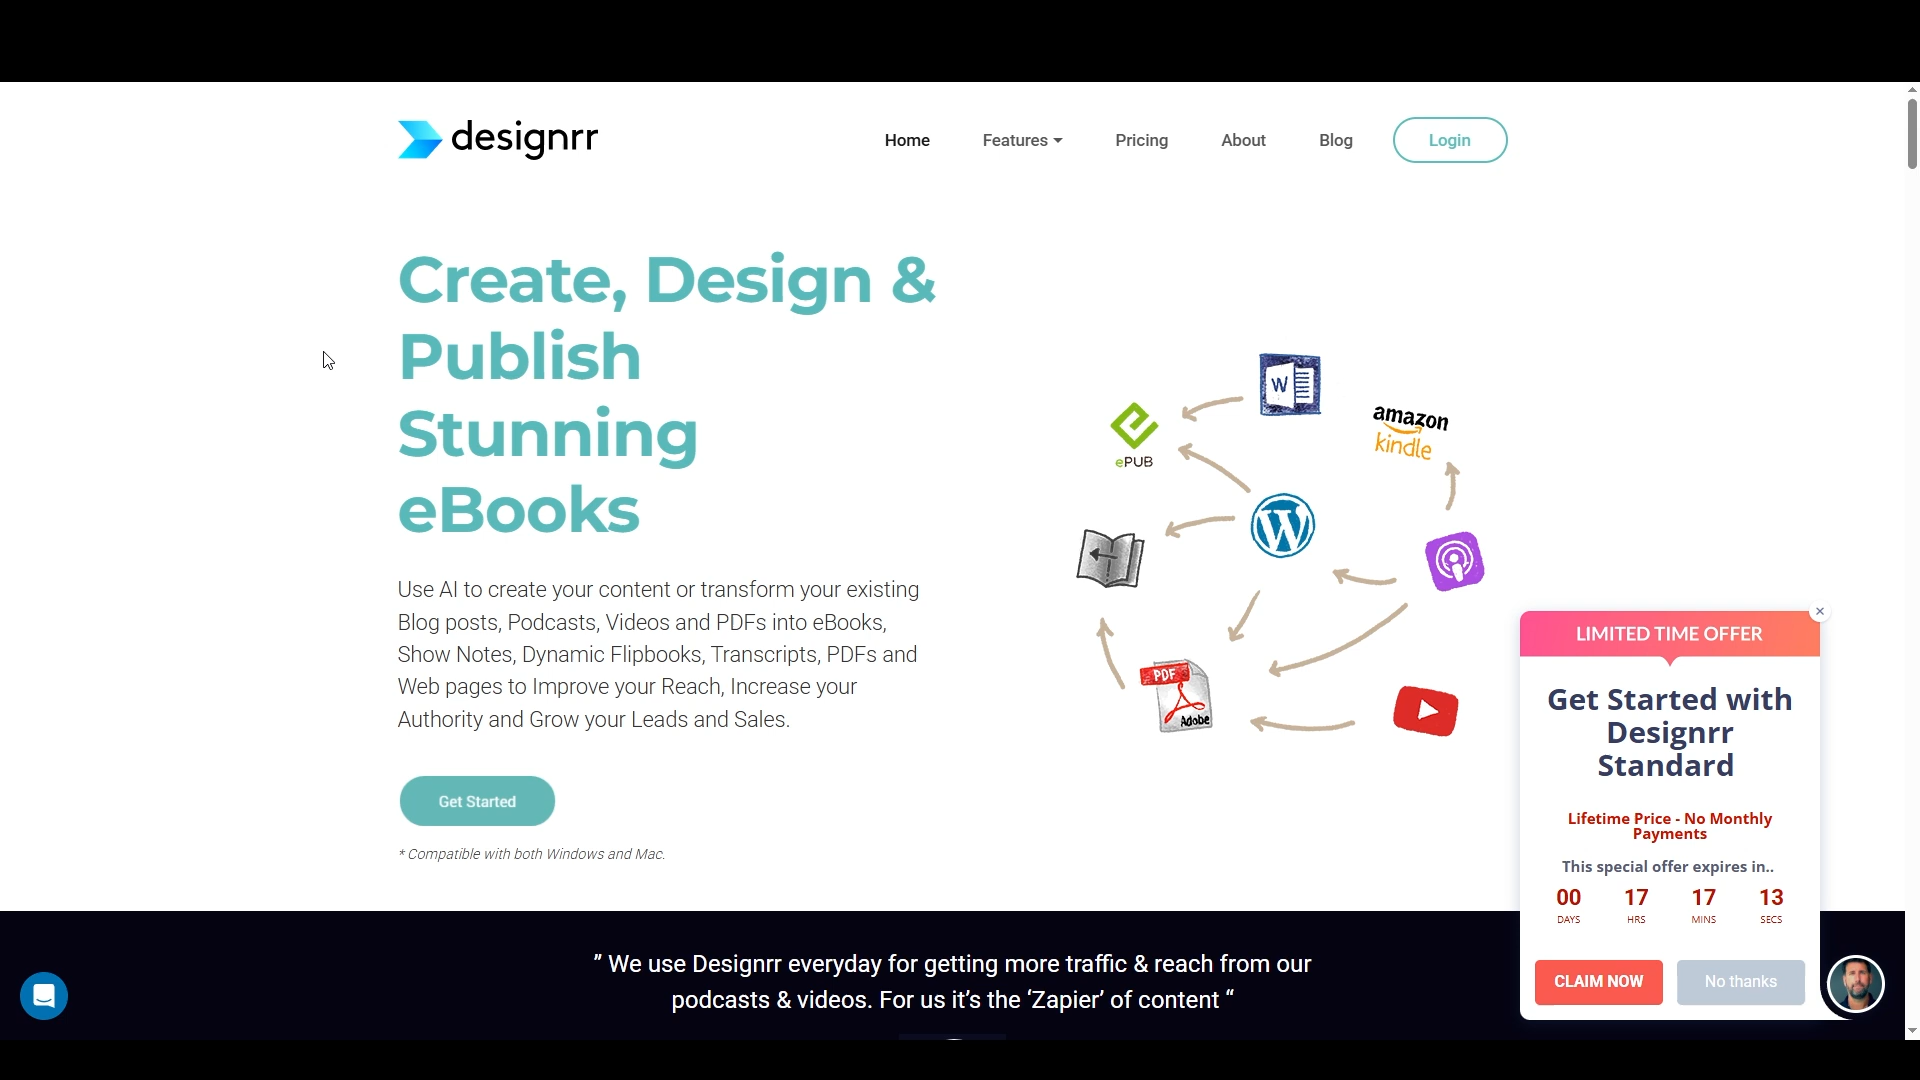 designrr
Home
Features
Pricing
About
Blog
Login
Create, Design &
Publish
Stunning
eBooks
Use AI to create your content or transform your existing
Blog posts, Podcasts, Videos and PDFs into eBooks,
Show Notes, Dynamic Flipbooks, Transcripts, PDFs and
Web pages to Improve your Reach, Increase your
Authority and Grow your Leads and Sales.
Get Started
* Compatible with both Windows and Mac.
W
amazon
kindle
ePUB
W
PDF
Adobe
LIMITED TIME OFFER
Get Started with
Designrr
Standard
Lifetime Price - No Monthly
Payments
This special offer expires in..
00 17 17 13
DAYS HRS MINS SECS
CLAIM NOW
No thanks
” We use Designrr everyday for getting more traffic & reach from our
podcasts & videos. For us it’s the ‘Zapier’ of content “